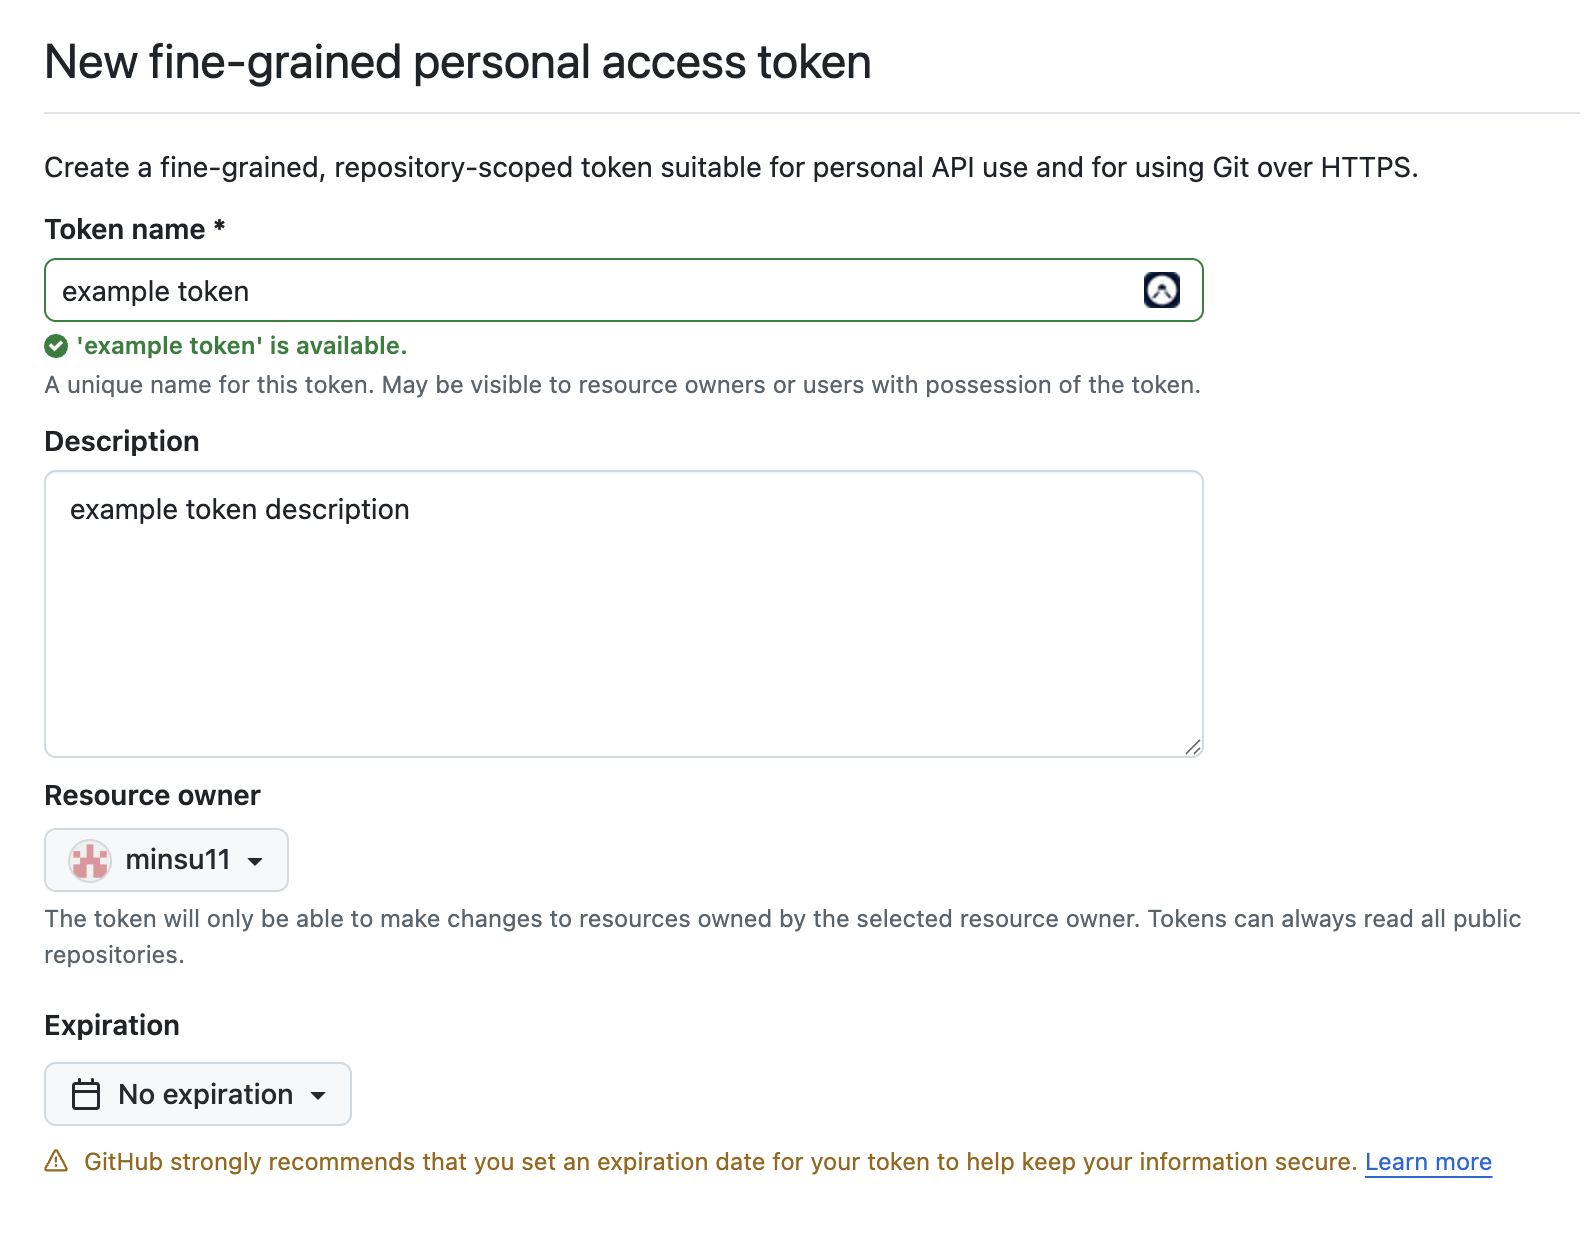 New fine-grained personal access token
Create a fine-grained, repository-scoped token suitable for personal API use and for using Git over HTTPS.
Token name *
example token
'example token' is available.
A unique name for this token. May be visible to resource owners or users with possession of the token.
Description
example token description
Resource owner
minsu11
The token will only be able to make changes to resources owned by the selected resource owner. Tokens can always read all public
repositories.
Expiration
No expiration
GitHub strongly recommends that you set an expiration date for your token to help keep your information secure. Learn more